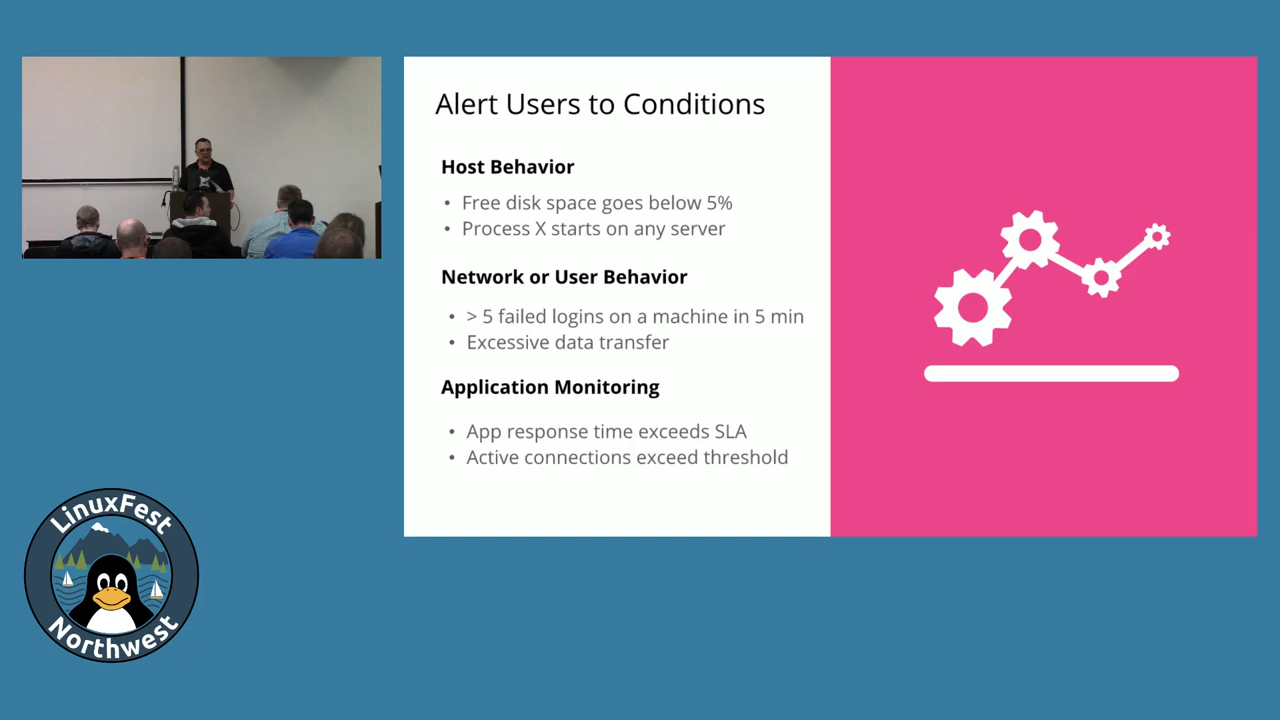 Alert Users to Conditions
Host Behavior
• Free disk space goes below 5%
• Process X starts on any server
Network or User Behavior
• > 5 failed logins on a machine in 5 min
• Excessive data transfer
Application Monitoring
• App response time exceeds SLA
• Active connections exceed threshold
LinuxFest
Northwest